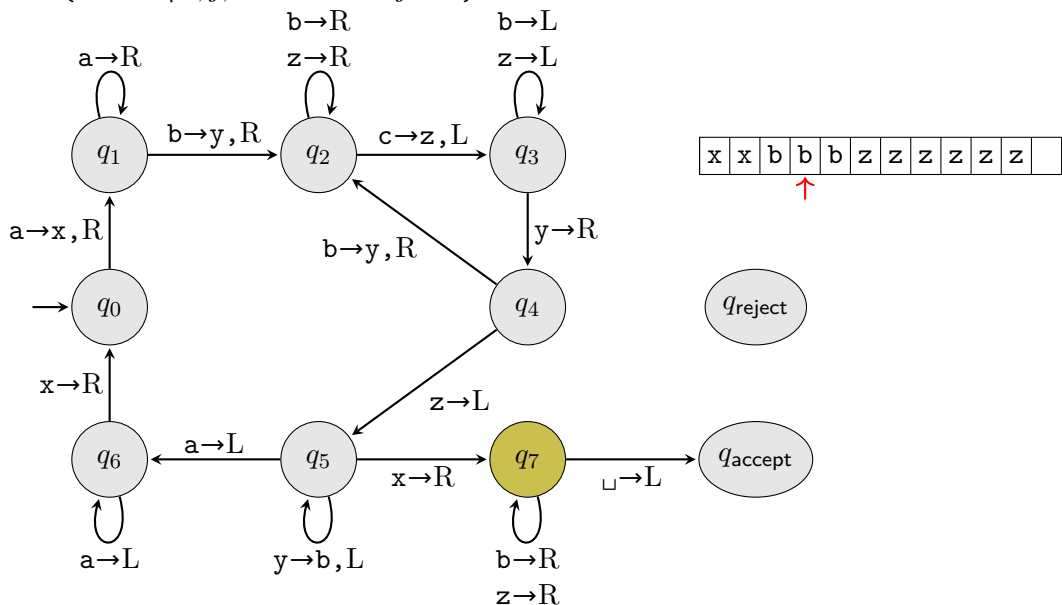 b→R
b→L
a→R
z→R
z→L
q1
b→y,R
q2
c→z,L
q3
x x b b b z z z z z z
↑
a→x,R
b→y,R
y→R
q0
q4
qreject
x→R
z→L
q6
a→L
q5
x→R
q7
␣→L
qaccept
a→L
y→b,L
b→R
z→R